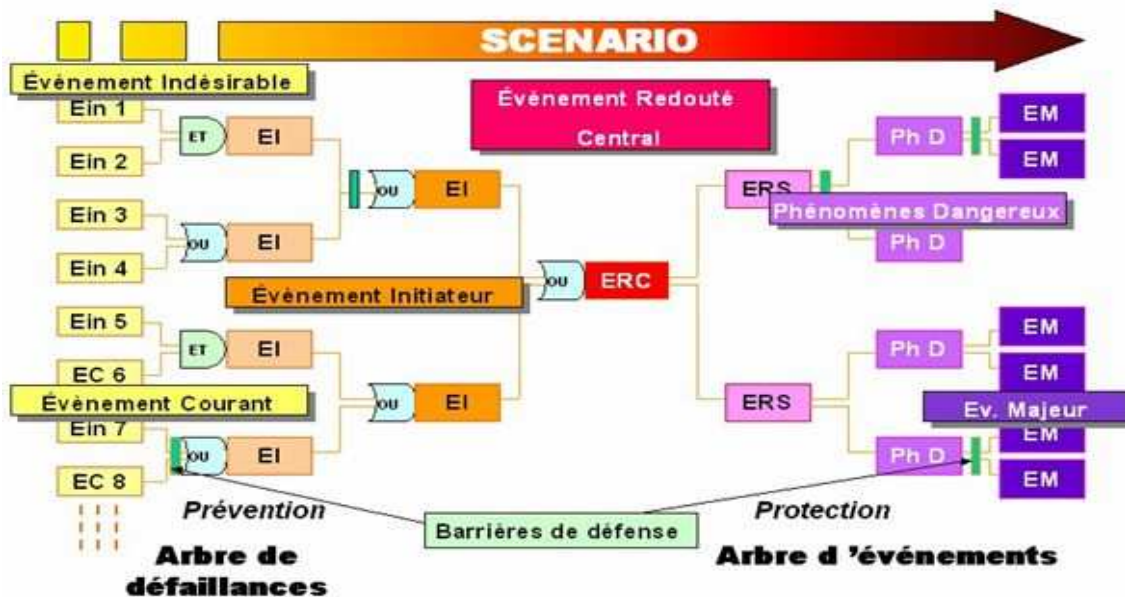 SCENARIO
Évènement Indésirable
Évènement Redouté
Central
Ein 1
Ein 2
Ein 3
Ein 4
Ein 5
EC 6
Évènement Courant
Ein 7
EC 8
ET
OU
ET
OU
EI
EI
EI
EI
OU
OU
EI
EI
Évènement Initiateur
OU
ERC
ERS
ERS
Ph D
Phénomènes Dangereux
Ph D
Ph D
Ph D
EM
EM
EM
EM
Ev. Majeur
EM
EM
Prévention
Barrières de défense
Protection
Arbre de
défaillances
Arbre d ’événements